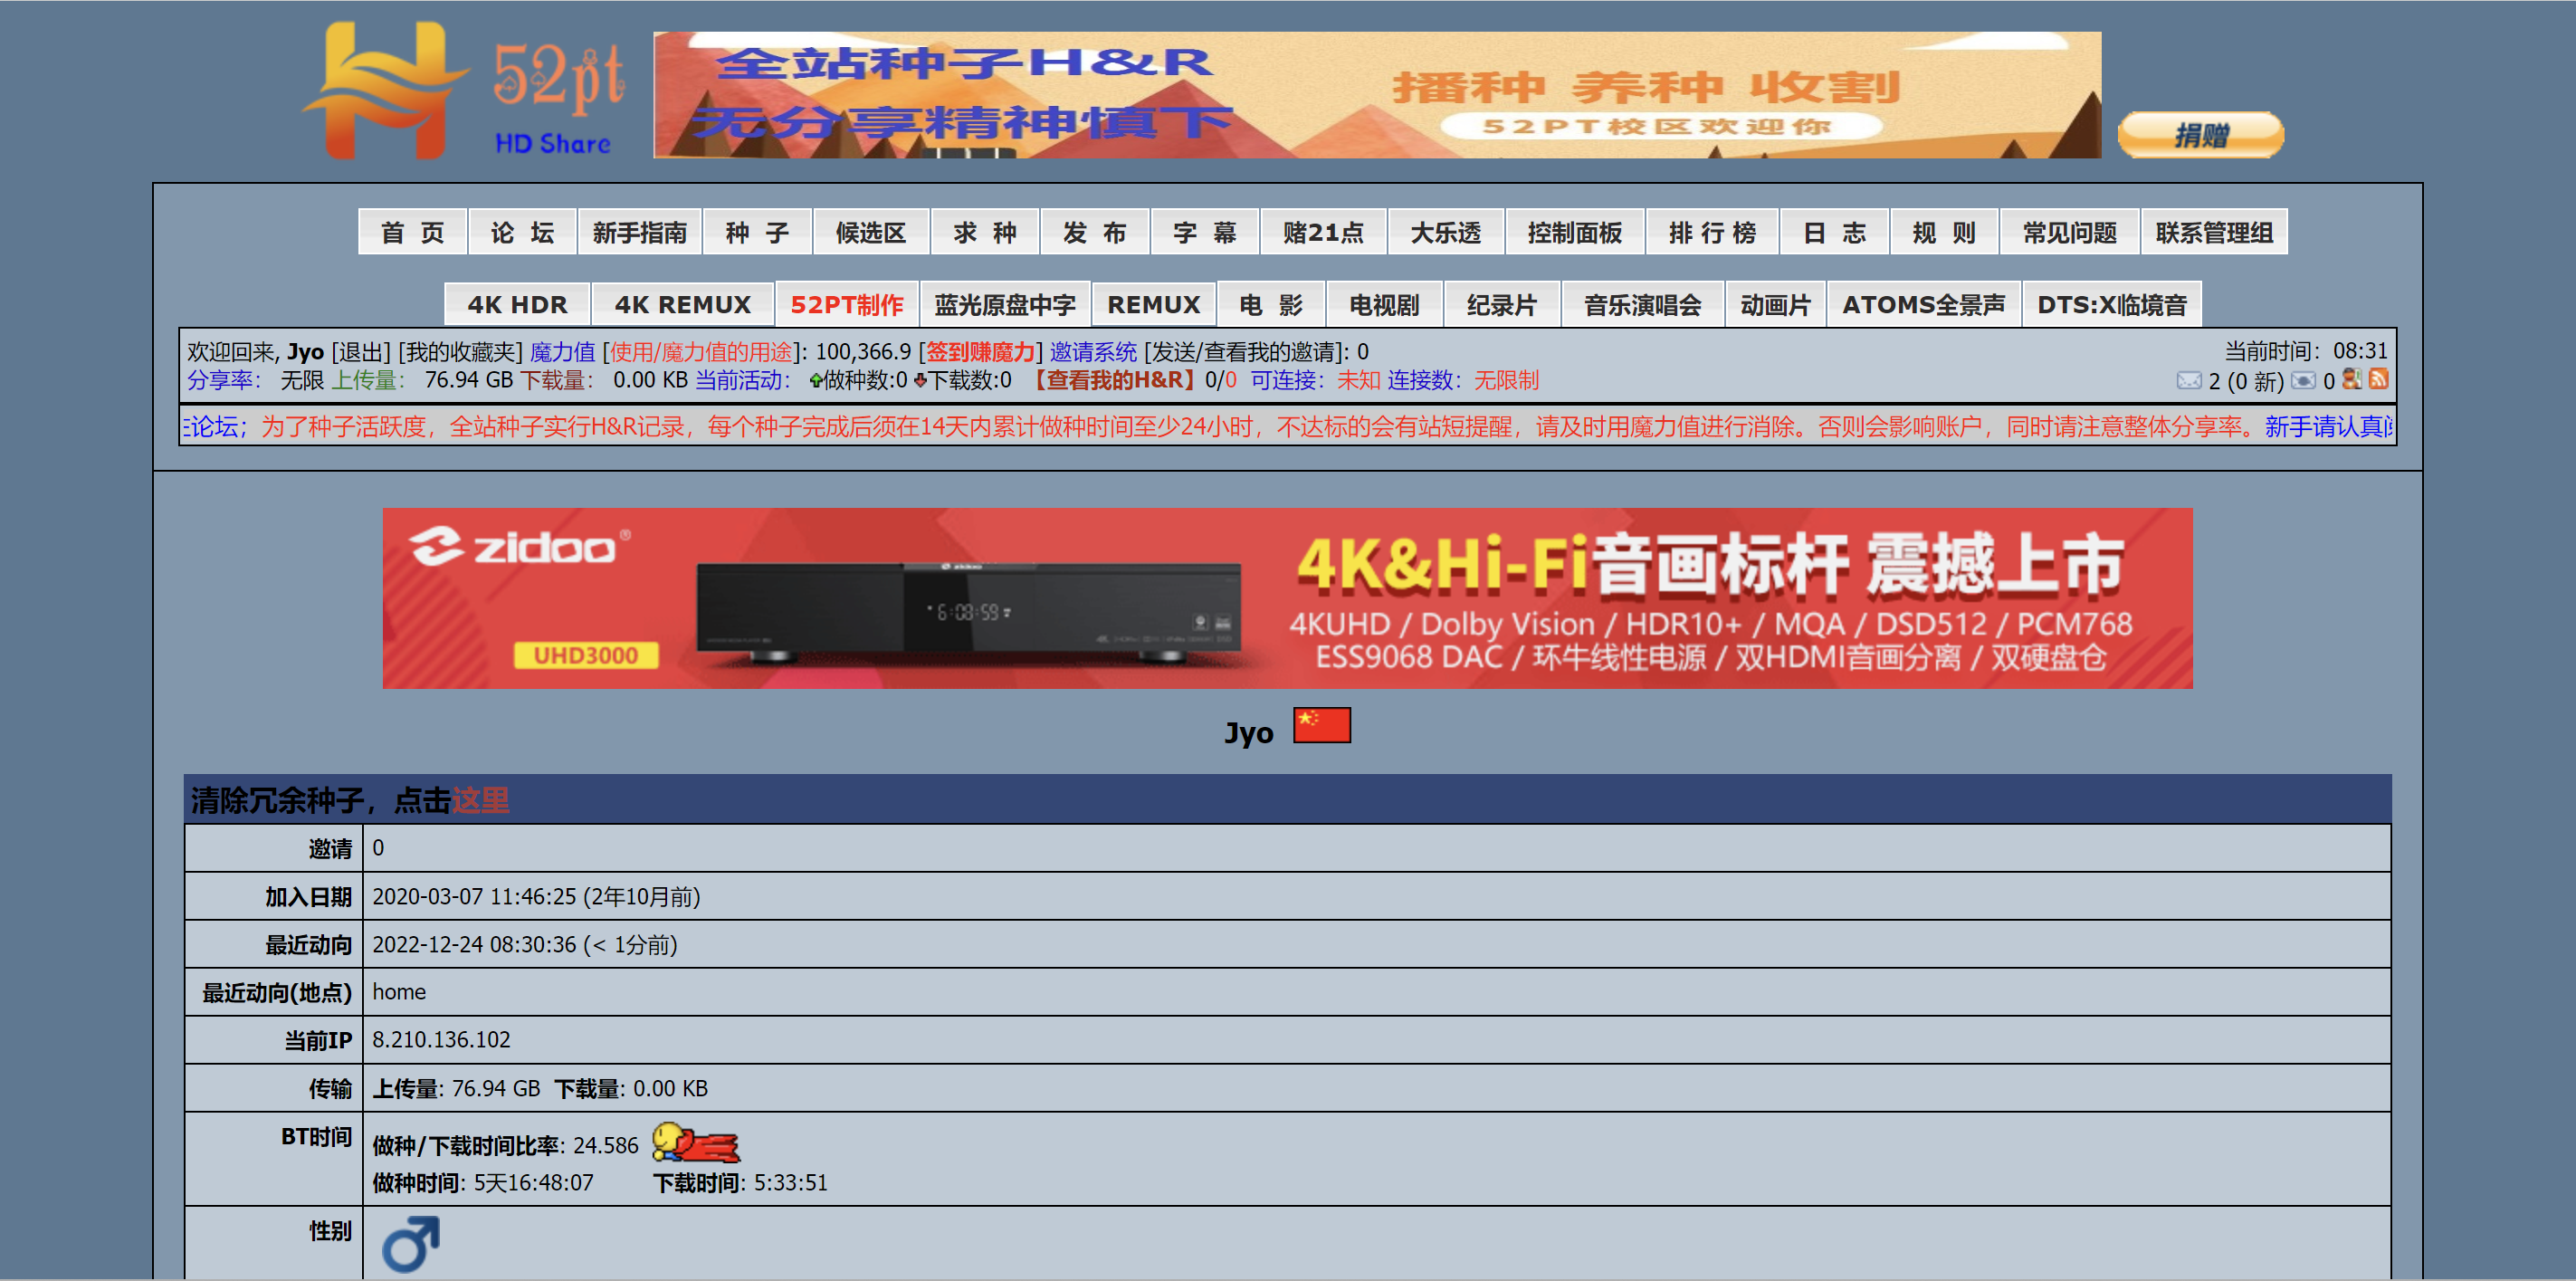 52pt
HD Share
全站种子H&R
无分享精神慎下
播种 养种 收割
52PT校区欢迎你
捐赠
首 页 论 坛 新手指南 种 子 候选区 求 种 发 布 字 幕 赌21点 大乐透 控制面板 排 行 榜 日 志 规 则 常见问题 联系管理组
4K HDR 4K REMUX 52PT制作 蓝光原盘中字 REMUX 电 影 电视剧 纪录片 音乐演唱会 动画片 ATOMS全景声 DTS:X临境音
欢迎回来, Jyo [退出] [我的收藏夹] 魔力值 [使用/魔力值的用途]: 100,366.9 [签到赚魔力] 邀请系统 [发送/查看我的邀请]: 0 当前时间：08:31
分享率： 无限 上传量： 76.94 GB 下载量： 0.00 KB 当前活动： 做种数:0 下载数:0 【查看我的H&R】0/0 可连接：未知 连接数：无限制 2 (0 新) 0
论坛；为了种子活跃度，全站种子实行H&R记录，每个种子完成后须在14天内累计做种时间至少24小时，不达标的会有站短提醒，请及时用魔力值进行消除。否则会影响账户，同时请注意整体分享率。新手请认真
zidoo®
UHD3000
6:08:59
4K&Hi-Fi音画标杆 震撼上市
4KUHD / Dolby Vision / HDR10+ / MQA / DSD512 / PCM768
ESS9068 DAC / 环牛线性电源 / 双HDMI音画分离 / 双硬盘仓
Jyo
清除冗余种子，点击这里
邀请 0
加入日期 2020-03-07 11:46:25 (2年10月前)
最近动向 2022-12-24 08:30:36 (< 1分前)
最近动向(地点) home
当前IP 8.210.136.102
传输 上传量: 76.94 GB 下载量: 0.00 KB
BT时间 做种/下载时间比率: 24.586
做种时间: 5天16:48:07 下载时间: 5:33:51
性别